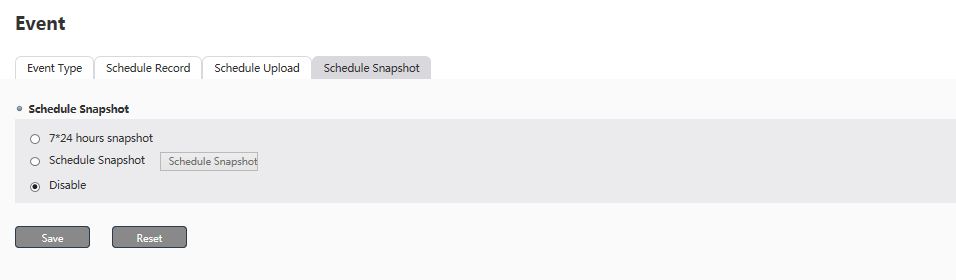 Event
Event Type Schedule Record Schedule Upload Schedule Snapshot
Schedule Snapshot
7*24 hours snapshot
Schedule Snapshot Schedule Snapshot
Disable
Save Reset